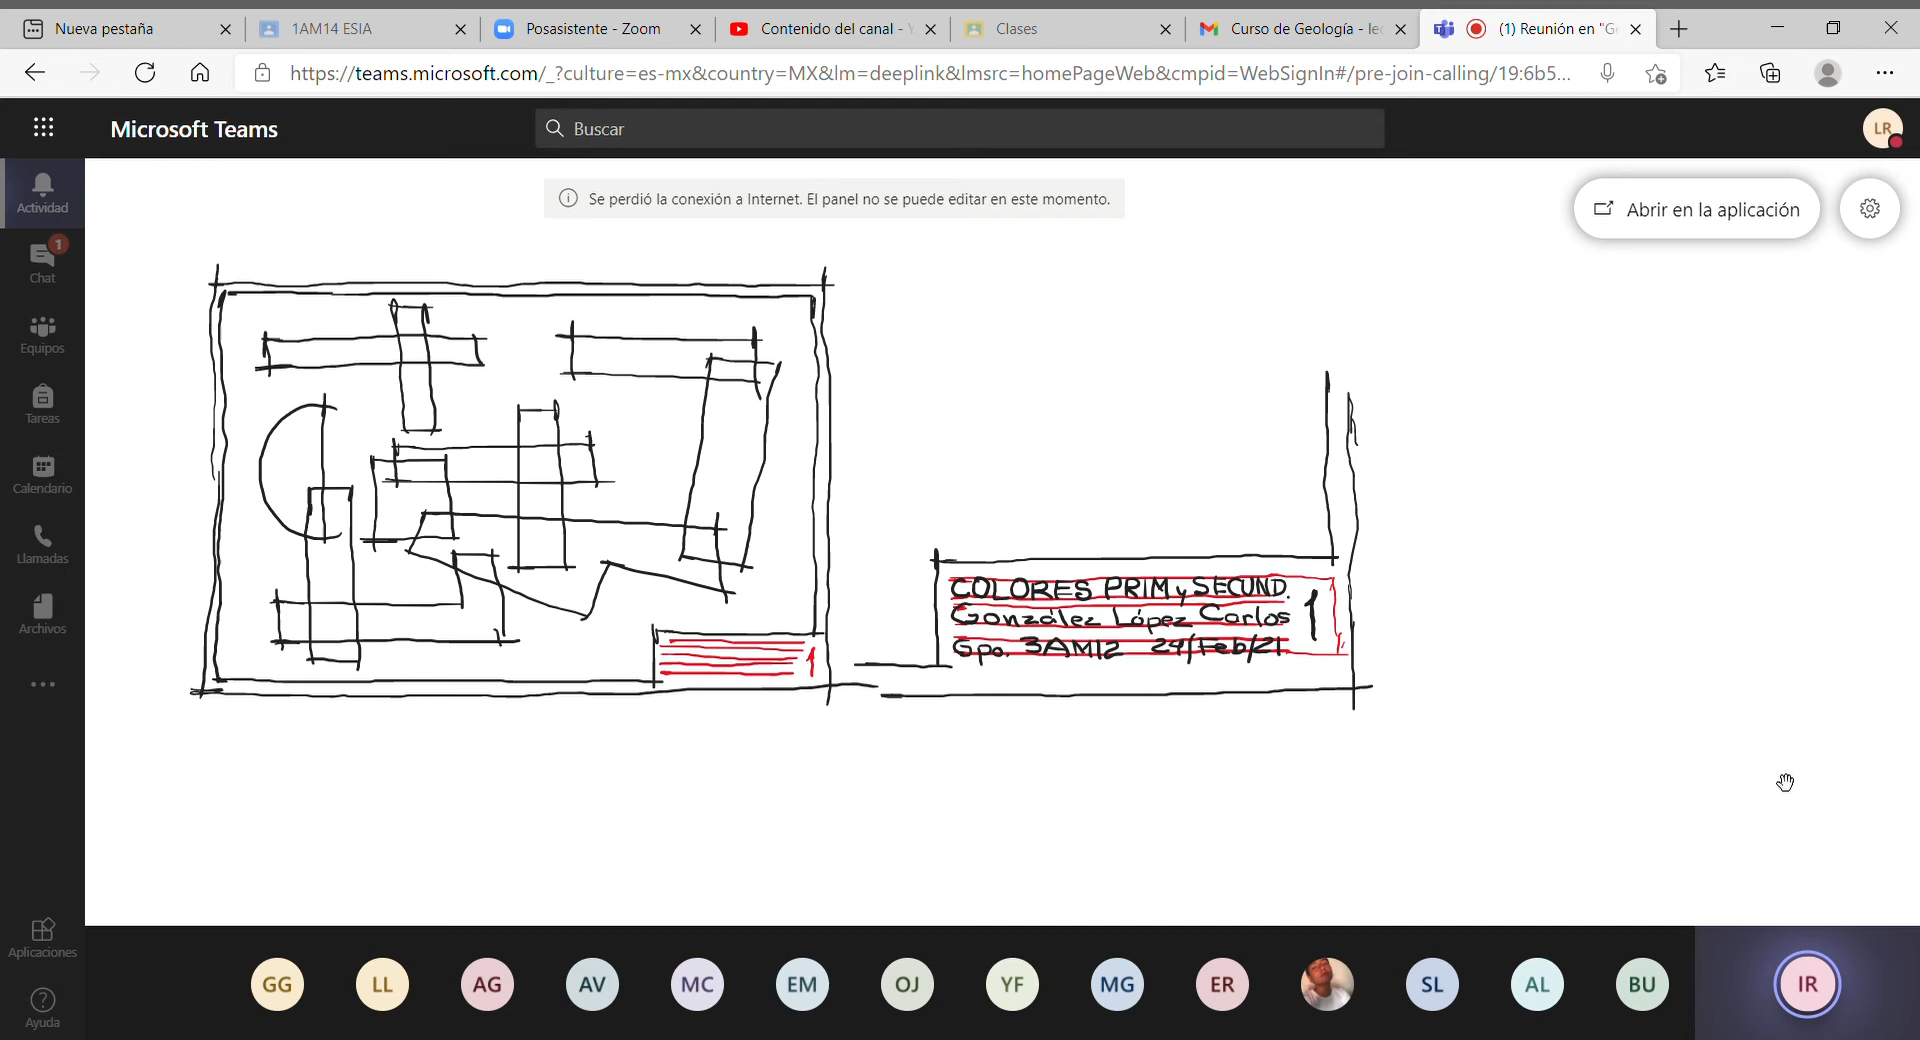 Nueva pestaña
1AM14 ESIA
Posasistente - Zoom
Contenido del canal - Y
Clases
Curso de Geología - lec
(1) Reunión en "Ge
https://teams.microsoft.com/_?culture=es-mx&country=MX&lm=deeplink&lmsrc=homePageWeb&cmpid=WebSignIn#/pre-join-calling/19:6b5...
Microsoft Teams
Buscar
LR
Actividad
1
Chat
Equipos
Tareas
Calendario
Llamadas
Archivos
Aplicaciones
Ayuda
Se perdió la conexión a Internet. El panel no se puede editar en este momento.
Abrir en la aplicación
1
COLORES PRIM y SECUND.
González López Carlos 1
Gpo. 3AM12 24/Feb/21
GG LL AG AV MC EM OJ YF MG ER SL AL BU IR